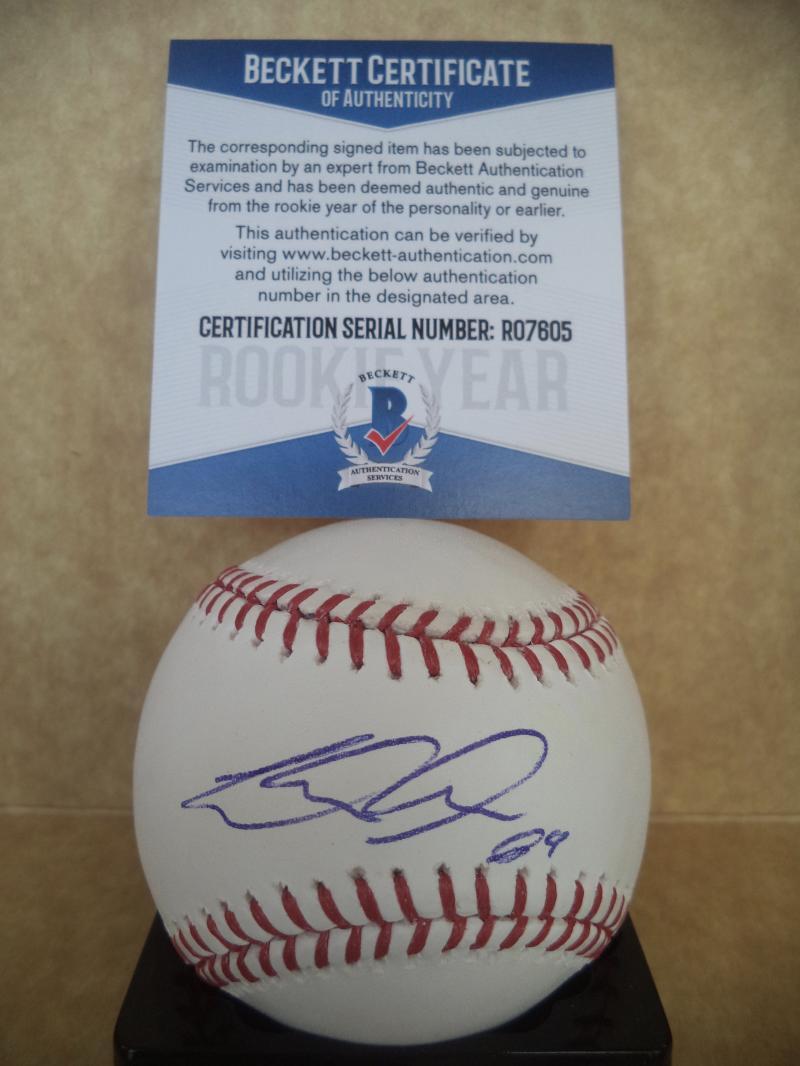 BECKETT CERTIFICATE
OF AUTHENTICITY
The corresponding signed item has been subjected to
examination by an expert from Beckett Authentication
Services and has been deemed authentic and genuine
from the rookie year of the personality or earlier.
This authentication can be verified by
visiting www.beckett-authentication.com
and utilizing the below authentication
number in the designated area.
CERTIFICATION SERIAL NUMBER: R07605
ROOKIE YEAR
BECKETT
B
AUTHENTICATION
SERVICES